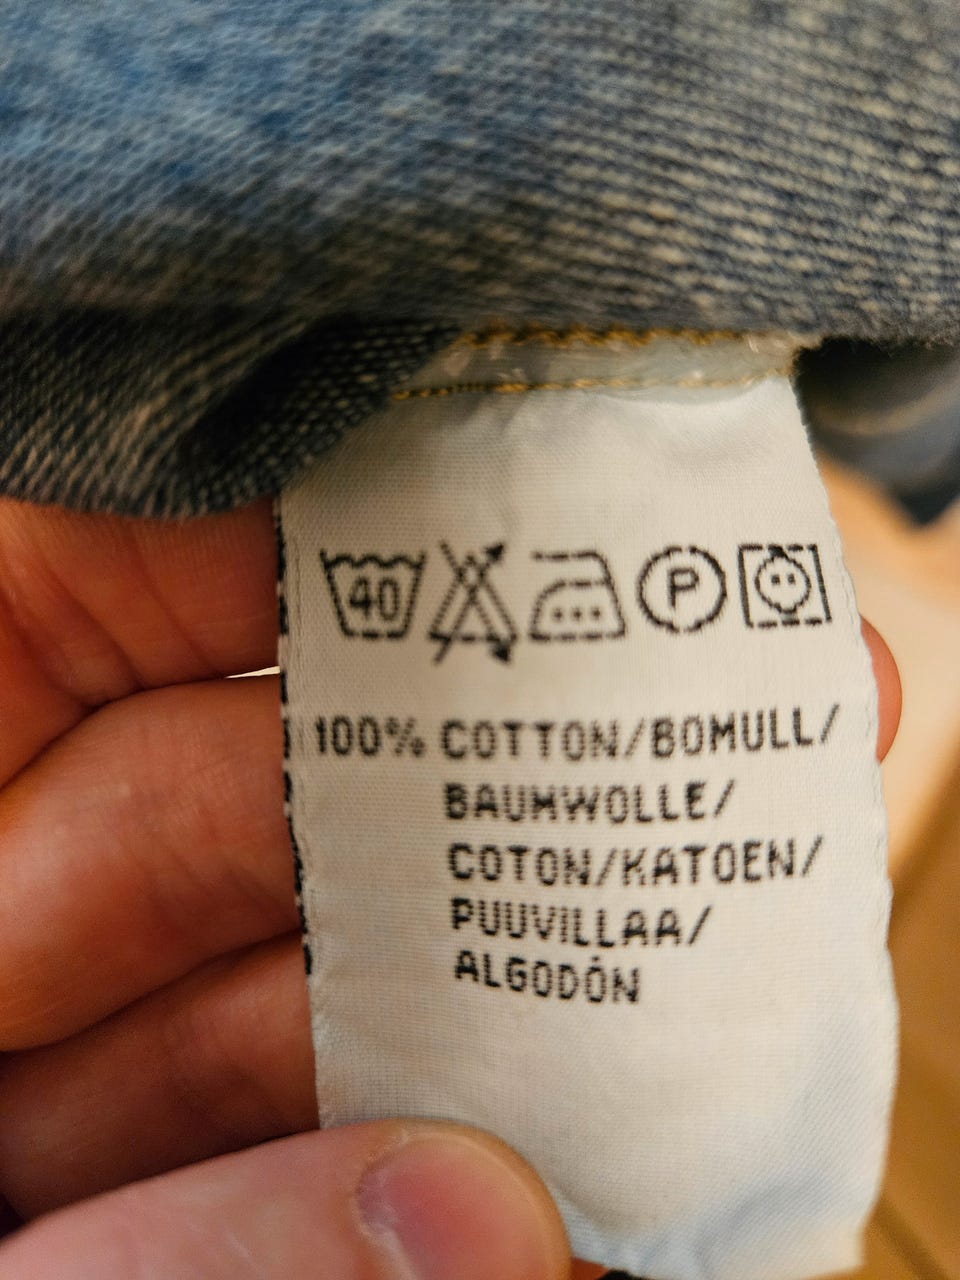 40 P
100% COTTON/BOMULL/
BAUMWOLLE/
COTON/KATOEN/
PUUVILLAA/
ALGODÓN